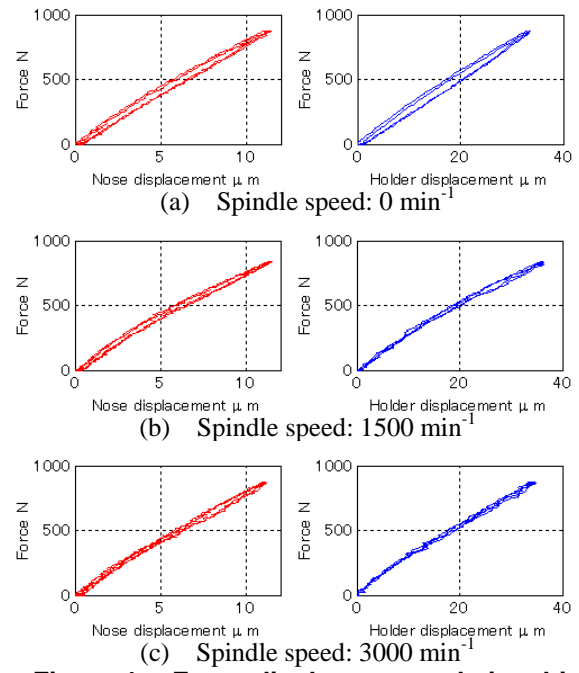 1000
500
0
Force N
0 5 10
Nose displacement μ m
1000
500
0
Force N
0 20 40
Holder displacement μ m
(a) Spindle speed: 0 min-1
1000
500
0
Force N
0 5 10
Nose displacement μ m
1000
500
0
Force N
0 20 40
Holder displacement μ m
(b) Spindle speed: 1500 min-1
1000
500
0
Force N
0 5 10
Nose displacement μ m
1000
500
0
Force N
0 20 40
Holder displacement μ m
(c) Spindle speed: 3000 min-1